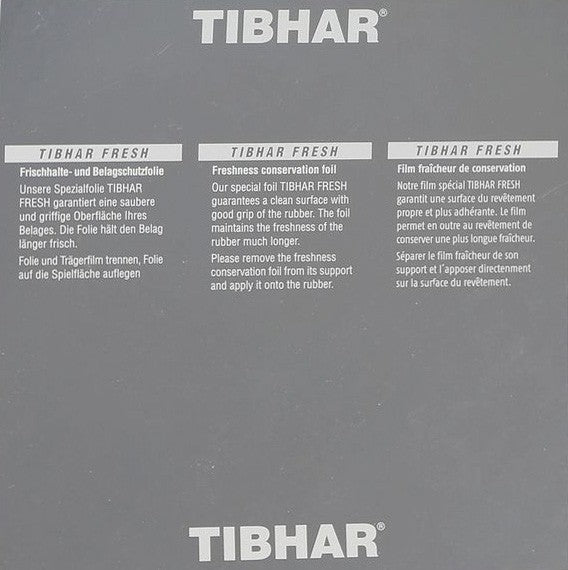 TIBHAR®
TIBHAR FRESH
Frischhalte- und Belagschutzfolie
Unsere Spezialfolie TIBHAR
FRESH garantiert eine saubere
und griffige Oberfläche Ihres
Belages. Die Folie hält den Belag
länger frisch.
Folie und Trägerfilm trennen, Folie
auf die Spielfläche auflegen
TIBHAR FRESH
Freshness conservation foil
Our special foil TIBHAR FRESH
guarantees a clean surface with
good grip of the rubber. The foil
maintains the freshness of the
rubber much longer.
Please remove the freshness
conservation foil from its support
and apply it onto the rubber.
TIBHAR FRESH
Film fraîcheur de conservation
Notre film spécial TIBHAR FRESH
garantit une surface du revêtement
propre et plus adhérante. Le film
permet en outre au revêtement de
conserver une plus longue fraîcheur.
Séparer le film fraîcheur de son
support et l´apposer directenment
sur la surface du revêtement.
TIBHAR®